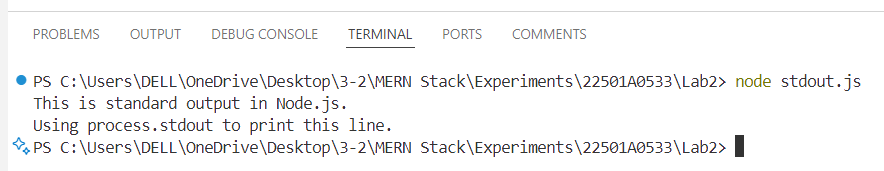 PROBLEMS OUTPUT DEBUG CONSOLE TERMINAL PORTS COMMENTS
PS C:\Users\DELL\OneDrive\Desktop\3-2\MERN Stack\Experiments\22501A0533\Lab2> node stdout.js
This is standard output in Node.js.
Using process.stdout to print this line.
PS C:\Users\DELL\OneDrive\Desktop\3-2\MERN Stack\Experiments\22501A0533\Lab2>